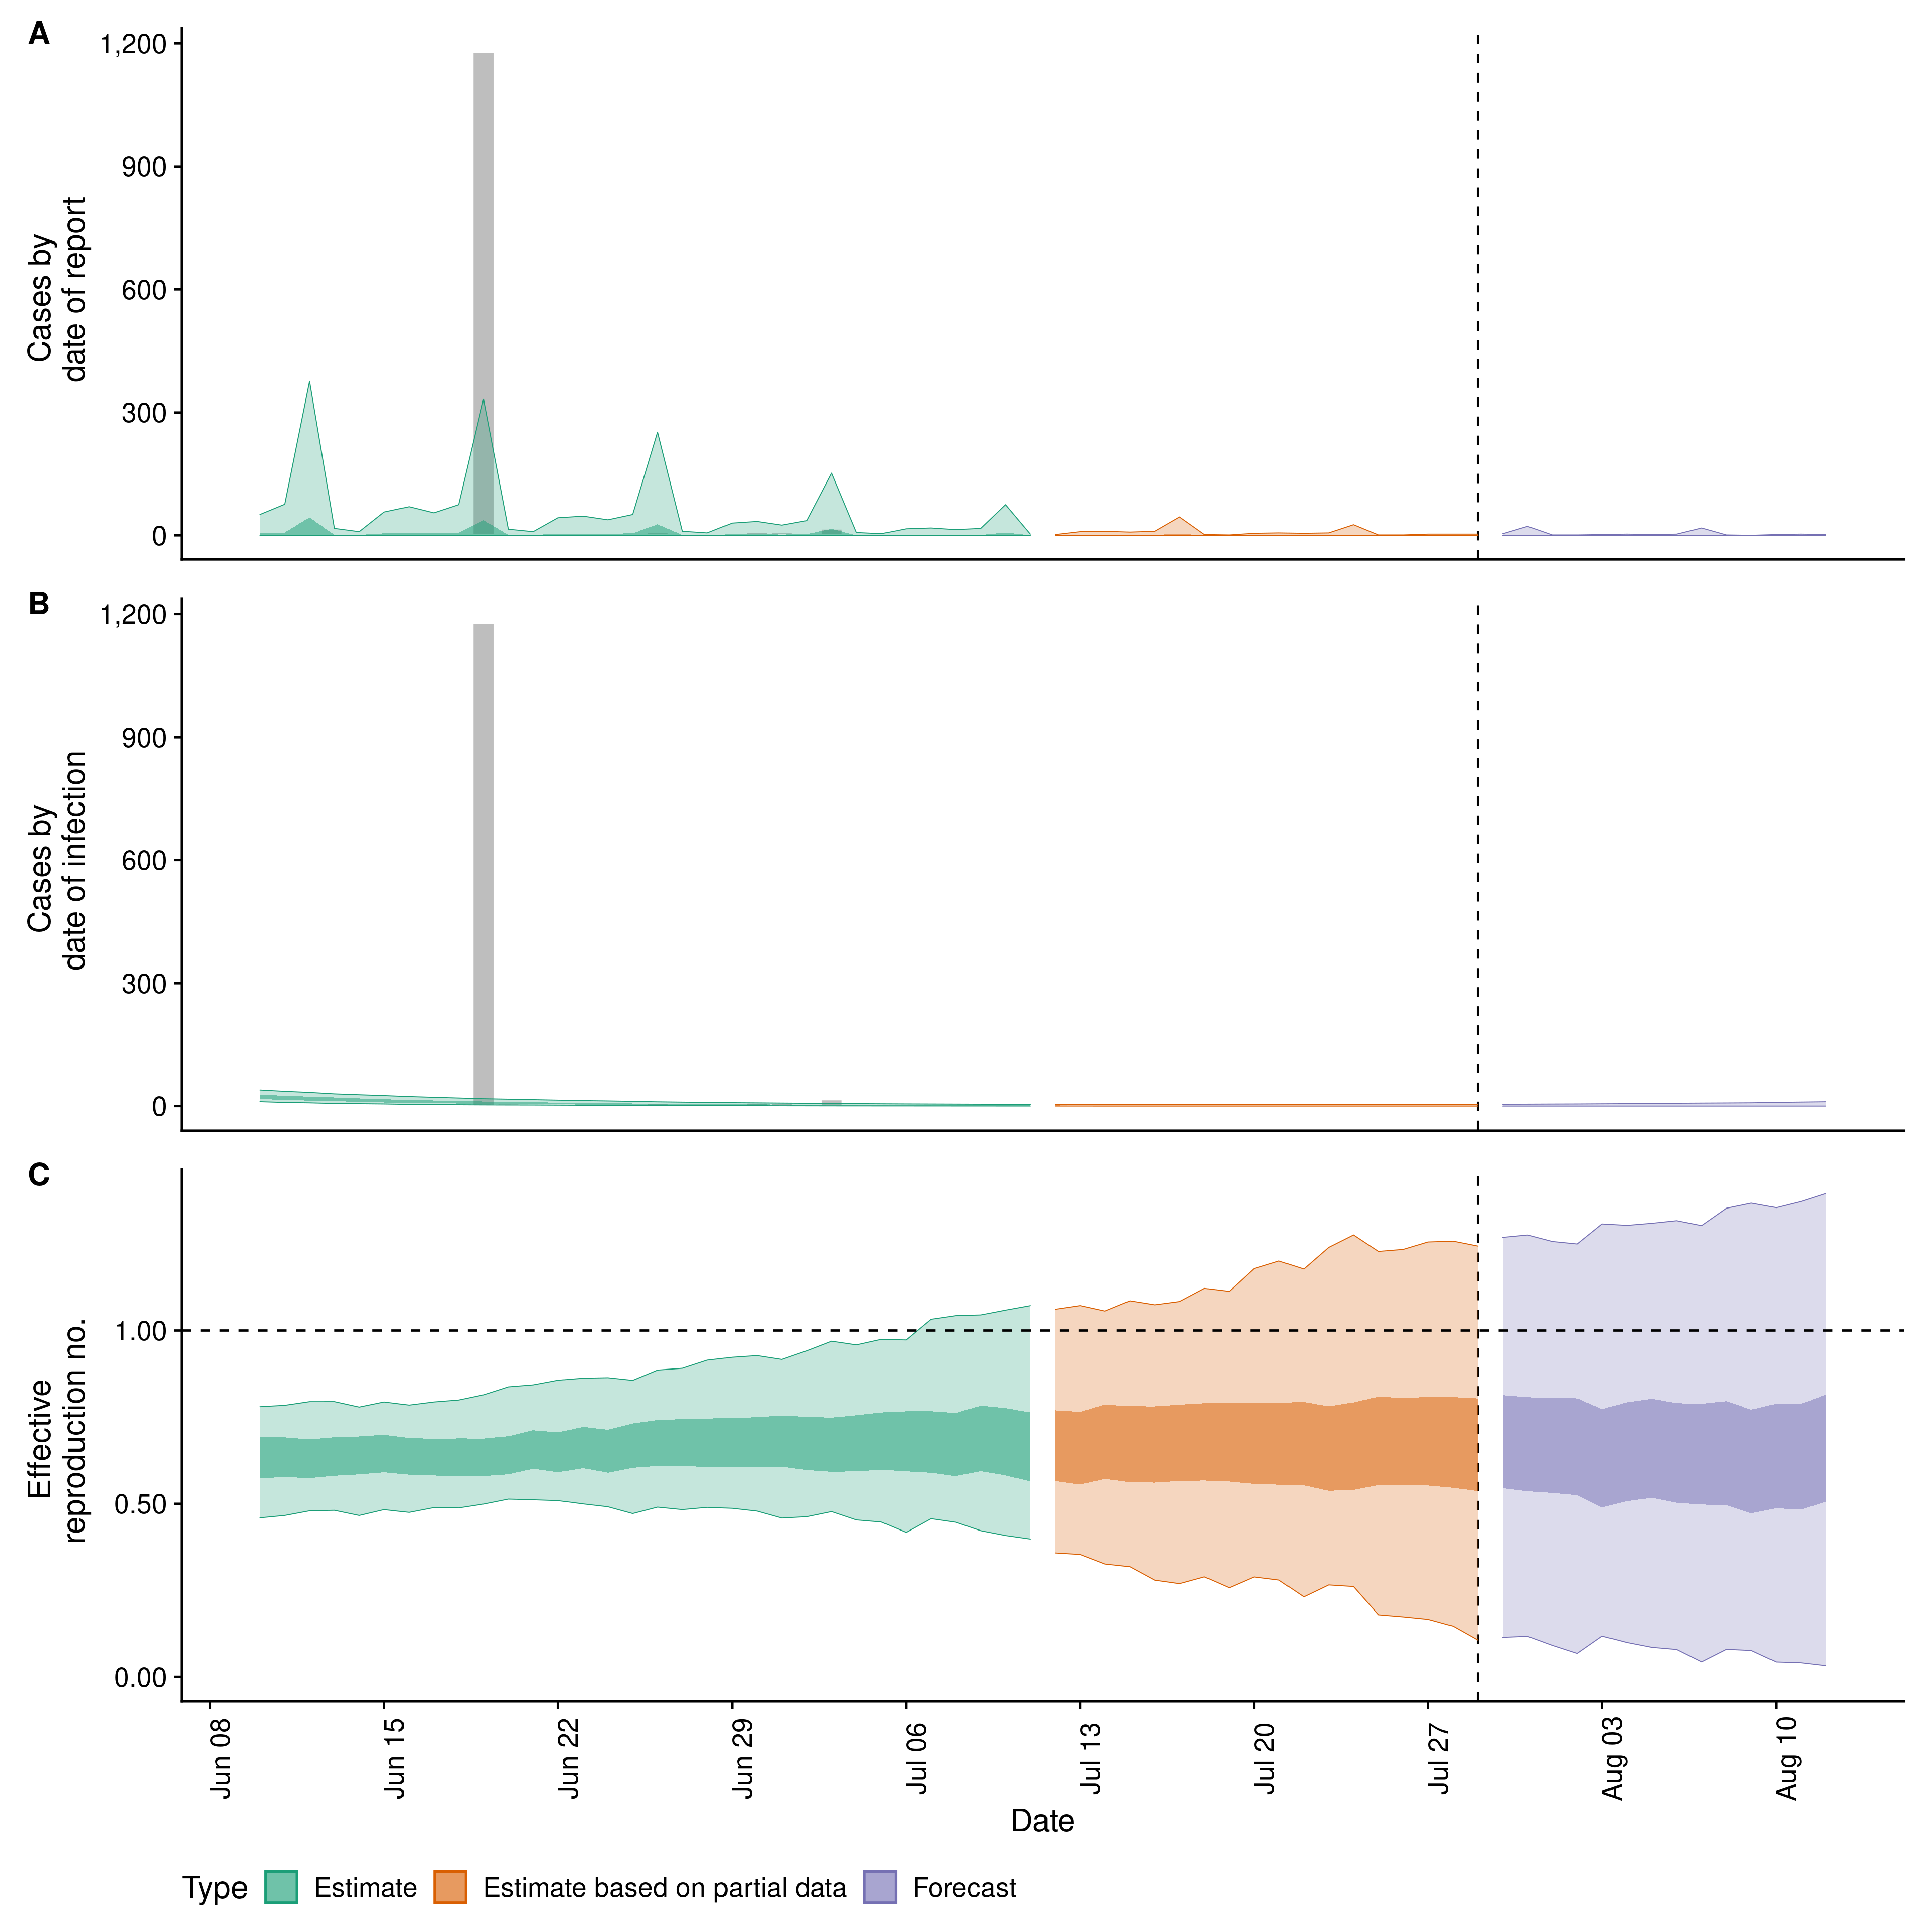 A
1,200
900
600
300
0
Cases by
date of report
B
1,200
900
600
300
0
Cases by
date of infection
C
1.00
0.50
0.00
Effective
reproduction no.
Jun 08
Jun 15
Jun 22
Jun 29
Jul 06
Jul 13
Jul 20
Jul 27
Aug 03
Aug 10
Date
Type Estimate Estimate based on partial data Forecast